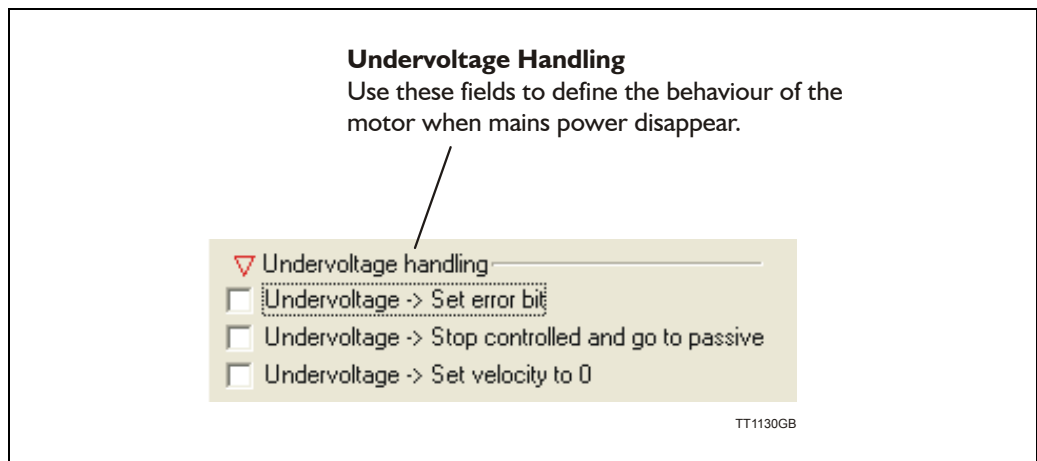 Undervoltage Handling
Use these fields to define the behaviour of the
motor when mains power disappear.
Undervoltage handling
Undervoltage -> Set error bit
Undervoltage -> Stop controlled and go to passive
Undervoltage -> Set velocity to 0
TT1130GB